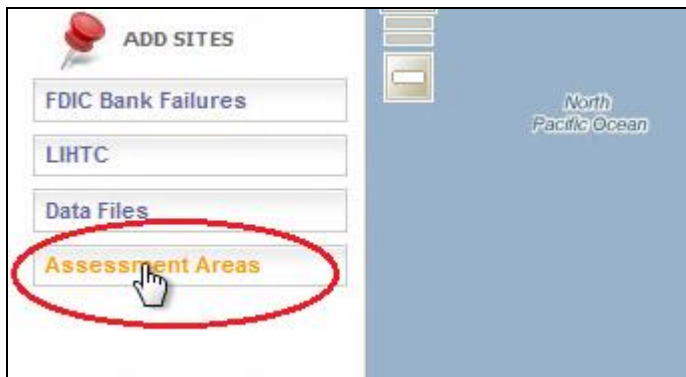 ADD SITES
FDIC Bank Failures
LIHTC
Data Files
Assessment Areas
North
Pacific Ocean